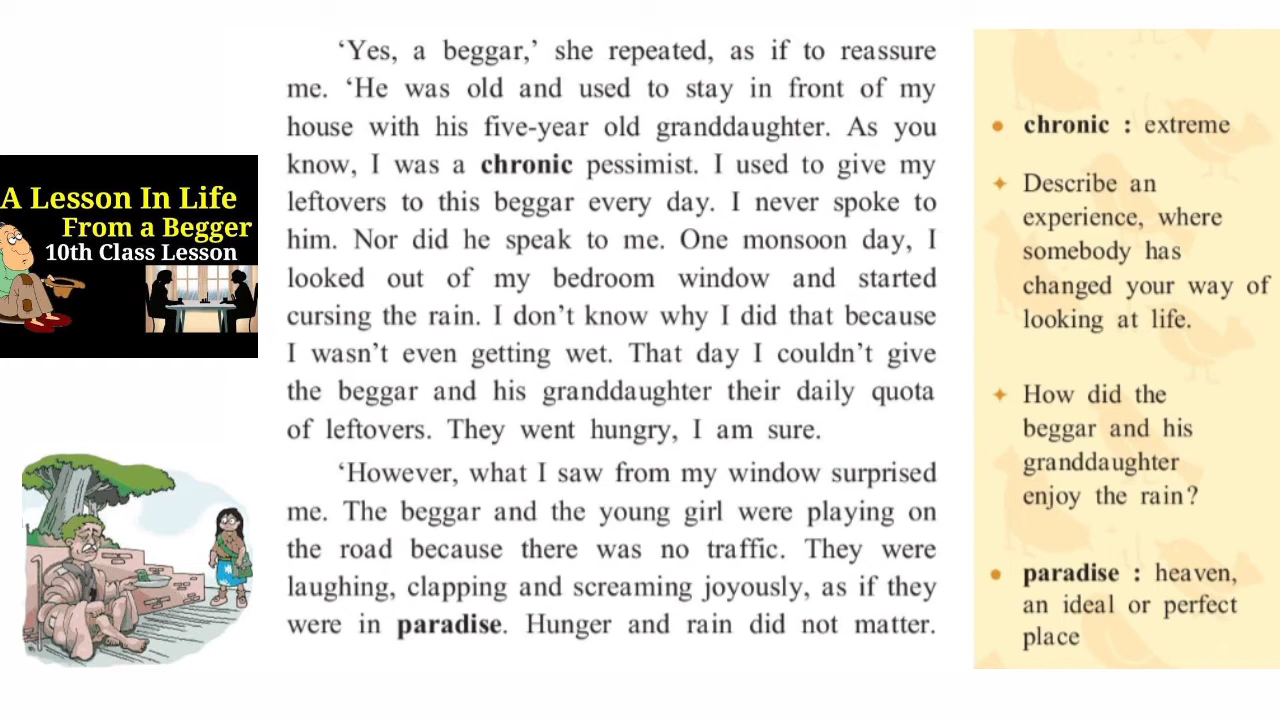 A Lesson In Life
From a Begger
10th Class Lesson
‘Yes, a beggar,’ she repeated, as if to reassure
me. ‘He was old and used to stay in front of my
house with his five-year old granddaughter. As you
know, I was a chronic pessimist. I used to give my
leftovers to this beggar every day. I never spoke to
him. Nor did he speak to me. One monsoon day, I
looked out of my bedroom window and started
cursing the rain. I don’t know why I did that because
I wasn’t even getting wet. That day I couldn’t give
the beggar and his granddaughter their daily quota
of leftovers. They went hungry, I am sure.
‘However, what I saw from my window surprised
me. The beggar and the young girl were playing on
the road because there was no traffic. They were
laughing, clapping and screaming joyously, as if they
were in paradise. Hunger and rain did not matter.
● chronic : extreme
✦ Describe an
experience, where
somebody has
changed your way of
looking at life.
✦ How did the
beggar and his
granddaughter
enjoy the rain?
● paradise : heaven,
an ideal or perfect
place